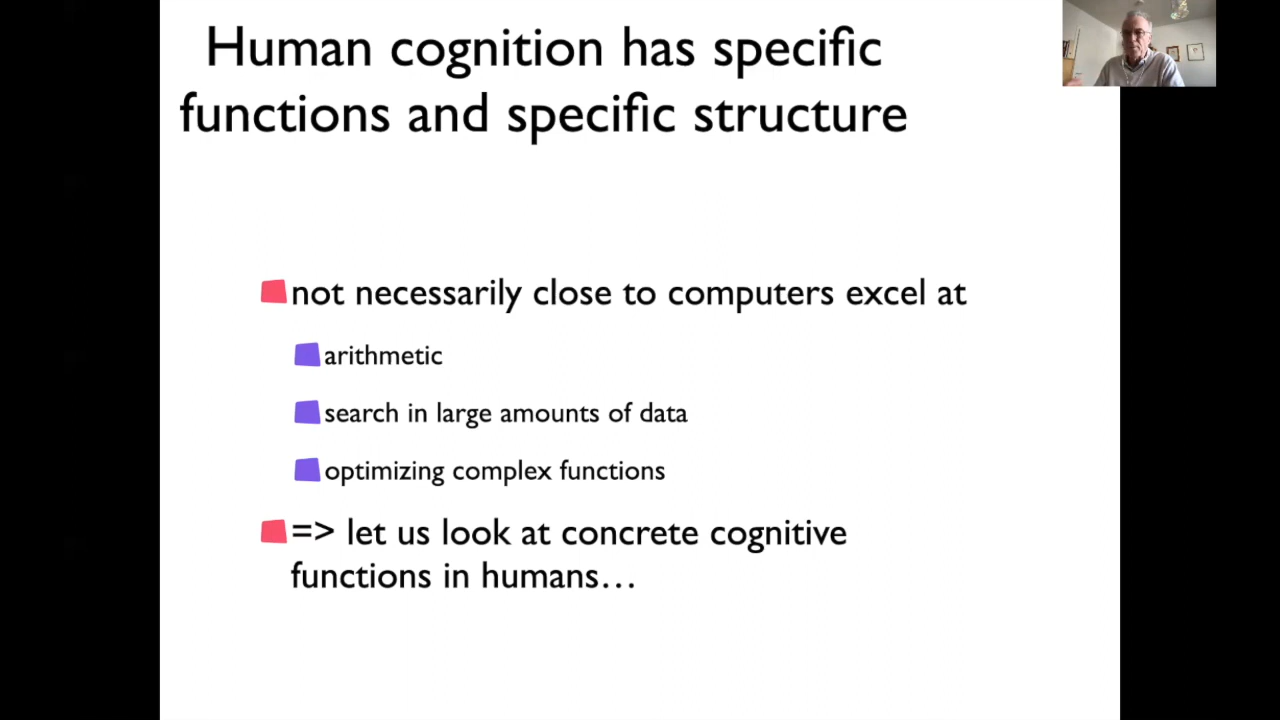 Human cognition has specific
functions and specific structure
not necessarily close to computers excel at
arithmetic
search in large amounts of data
optimizing complex functions
=> let us look at concrete cognitive
functions in humans…